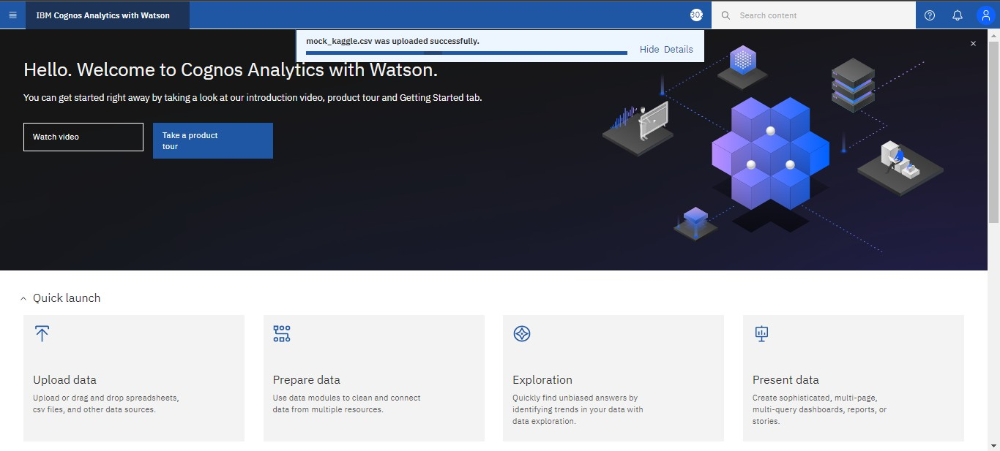 IBM Cognos Analytics with Watson
302
Search content
mock_kaggle.csv was uploaded successfully.
Hide Details
Hello. Welcome to Cognos Analytics with Watson.
You can get started right away by taking a look at our introduction video, product tour and Getting Started tab.
Watch video
Take a product
tour
Quick launch
Upload data
Upload or drag and drop spreadsheets,
csv files, and other data sources.
Prepare data
Use data modules to clean and connect
data from multiple resources.
Exploration
Quickly find unbiased answers by
identifying trends in your data with
data exploration.
Present data
Create sophisticated, multi-page,
multi-query dashboards, reports, or
stories.